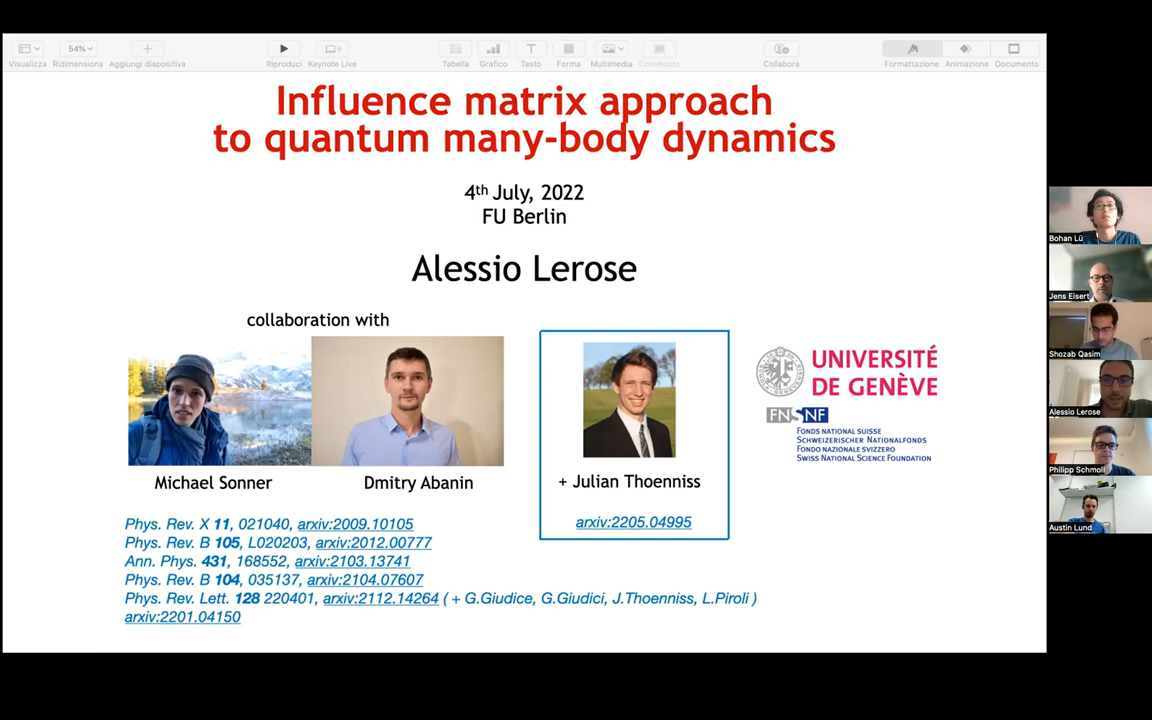 54%
Visualizza Ridimensiona Aggiungi diapositiva Riproduci Keynote Live Tabella Grafico Testo Forma Multimedia Commento Collabora Formattazione Animazione Documento
Influence matrix approach
to quantum many-body dynamics
4th July, 2022
FU Berlin
Alessio Lerose
collaboration with
Michael Sonner
Dmitry Abanin
+ Julian Thoenniss
arxiv:2205.04995
UNIVERSITÉ
DE GENÈVE
FNSNF
FONDS NATIONAL SUISSE
SCHWEIZERISCHER NATIONALFONDS
FONDO NAZIONALE SVIZZERO
SWISS NATIONAL SCIENCE FOUNDATION
Phys. Rev. X 11, 021040, arxiv:2009.10105
Phys. Rev. B 105, L020203, arxiv:2012.00777
Ann. Phys. 431, 168552, arxiv:2103.13741
Phys. Rev. B 104, 035137, arxiv:2104.07607
Phys. Rev. Lett. 128 220401, arxiv:2112.14264 ( + G.Giudice, G.Giudici, J.Thoenniss, L.Piroli )
arxiv:2201.04150
Bohan Lü
Jens Eisert
Shozab Qasim
Alessio Lerose
Philipp Schmoll
Austin Lund